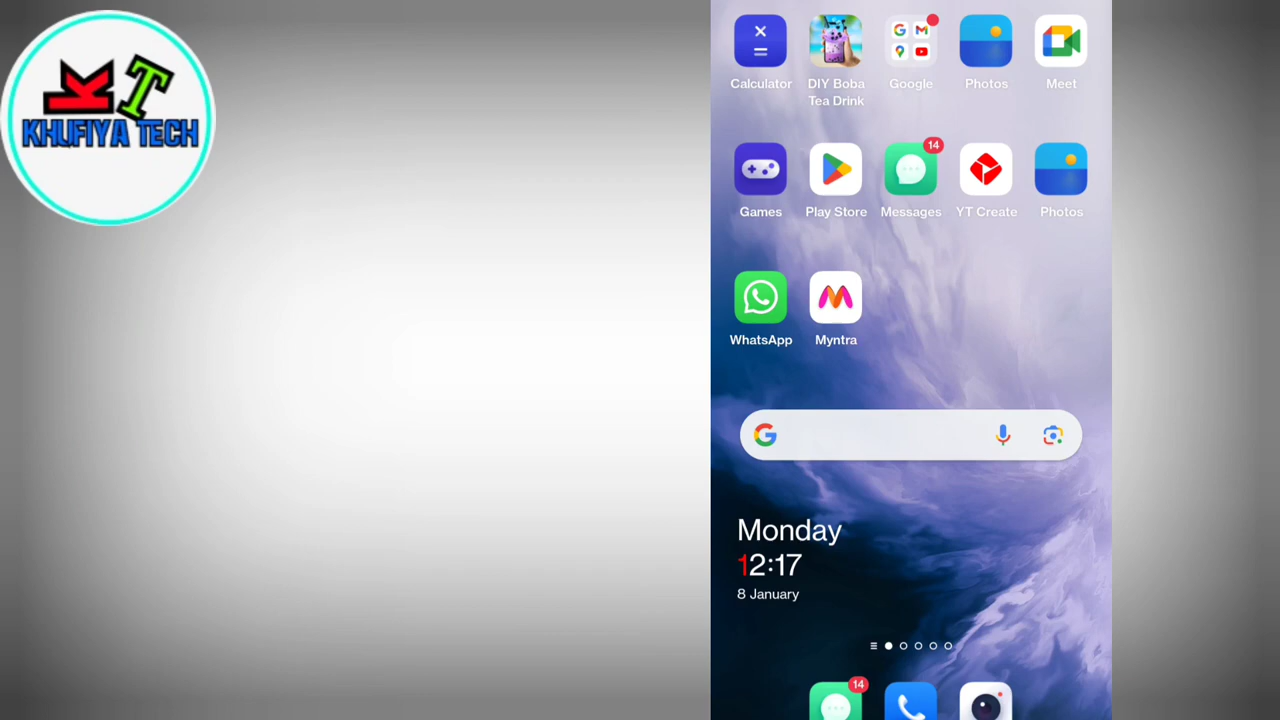 KT
KHUFIYA TECH
Calculator
DIY Boba
Tea Drink
Google
Photos
Meet
Games
Play Store
14
Messages
YT Create
Photos
WhatsApp
Myntra
Monday
12:17
8 January
14